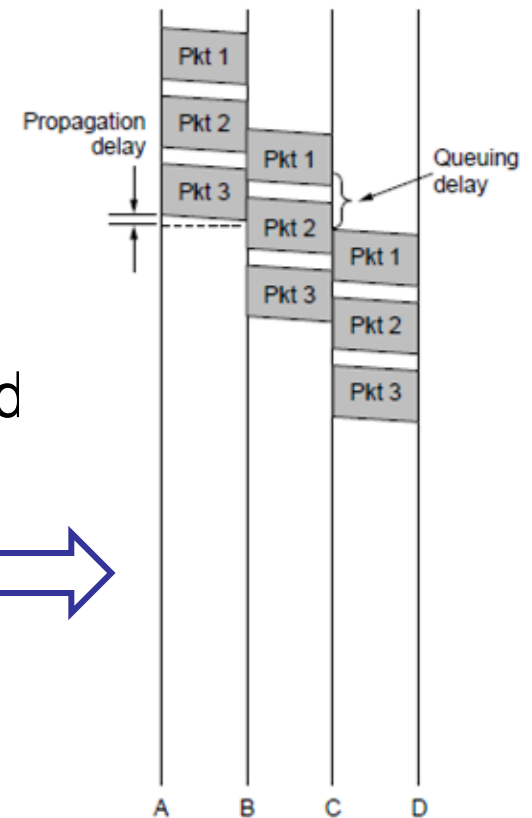 Pkt 1
Propagation
delay
Pkt 2
Pkt 1
Queuing
delay
Pkt 3
Pkt 2
Pkt 1
Pkt 3
Pkt 2
d
Pkt 3
A B C D